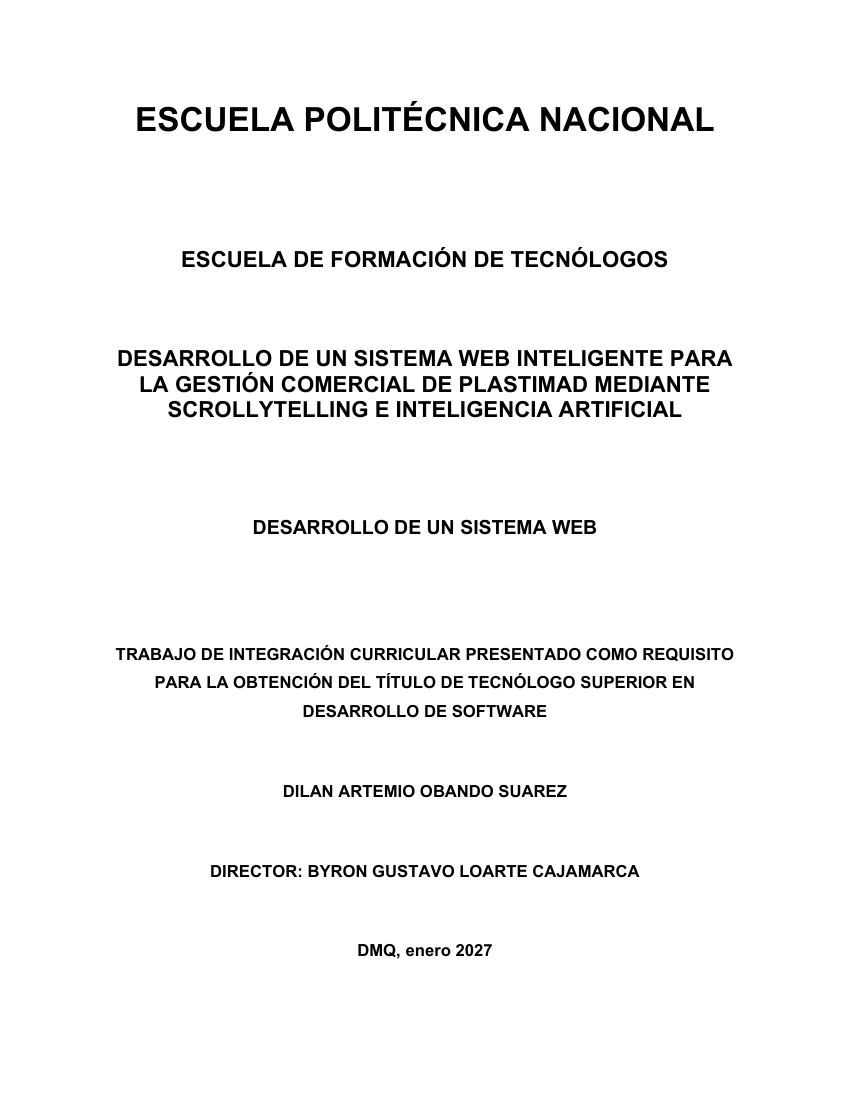 ESCUELA POLITÉCNICA NACIONAL
ESCUELA DE FORMACIÓN DE TECNÓLOGOS
DESARROLLO DE UN SISTEMA WEB INTELIGENTE PARA
LA GESTIÓN COMERCIAL DE PLASTIMAD MEDIANTE
SCROLLYTELLING E INTELIGENCIA ARTIFICIAL
DESARROLLO DE UN SISTEMA WEB
TRABAJO DE INTEGRACIÓN CURRICULAR PRESENTADO COMO REQUISITO
PARA LA OBTENCIÓN DEL TÍTULO DE TECNÓLOGO SUPERIOR EN
DESARROLLO DE SOFTWARE
DILAN ARTEMIO OBANDO SUAREZ
DIRECTOR: BYRON GUSTAVO LOARTE CAJAMARCA
DMQ, enero 2027